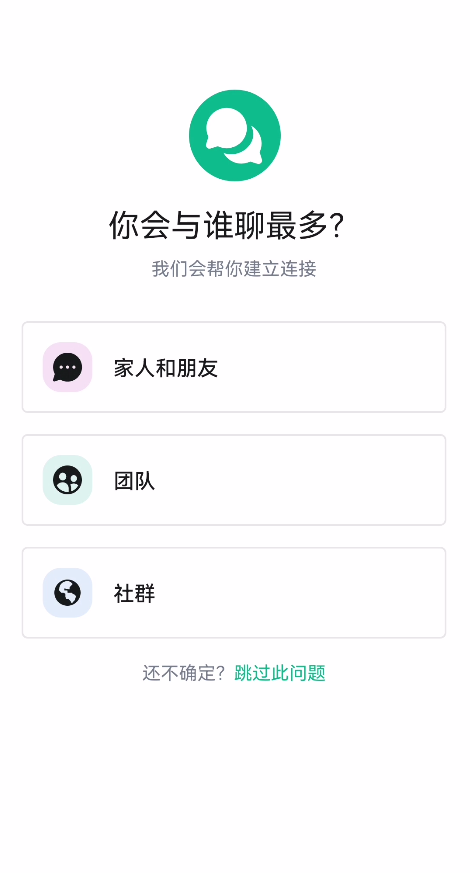 你会与谁聊最多？
我们会帮你建立连接
家人和朋友
团队
社群
还不确定？跳过此问题